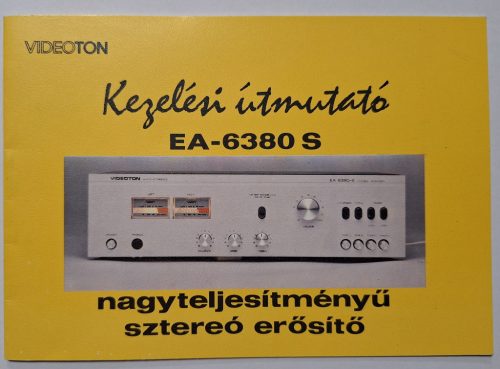 VIDEOTON
Kezelési útmutató
EA-6380 S
VIDEOTON
EA 6380-S
nagyteljesítményű
sztereó erősítő